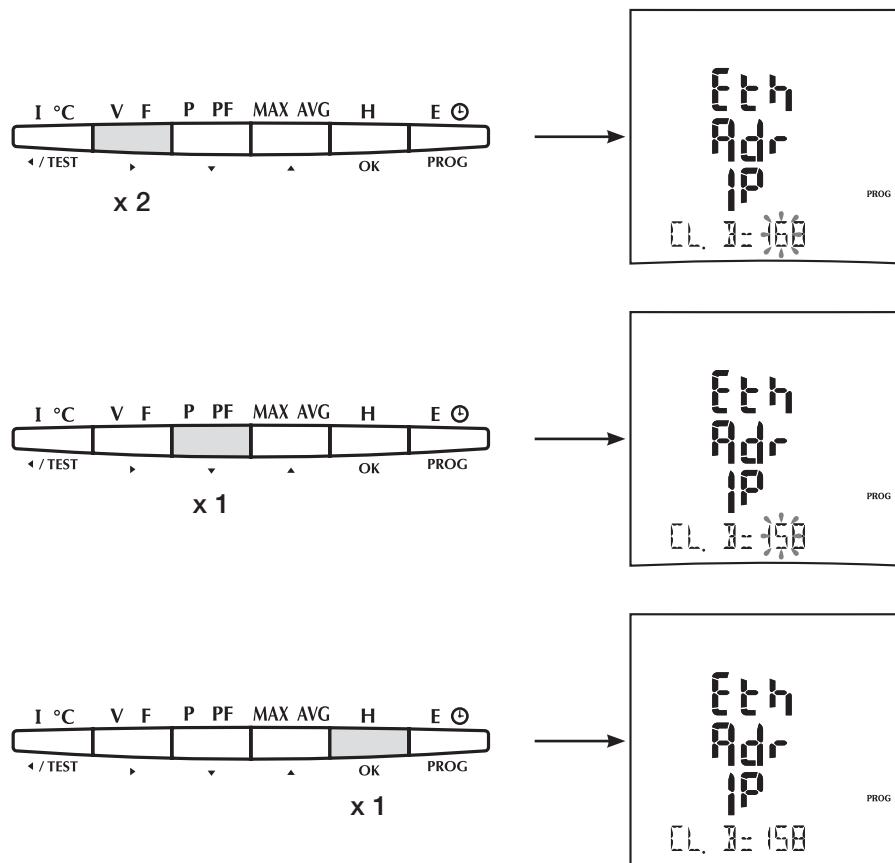 I °C V F P PF MAX AVG H E
/ TEST OK PROG
x 2
Eth
Adr
IP
PROG
CL. 3= 168
I °C V F P PF MAX AVG H E
/ TEST OK PROG
x 1
Eth
Adr
IP
PROG
CL. 3= 158
I °C V F P PF MAX AVG H E
/ TEST OK PROG
x 1
Eth
Adr
IP
PROG
CL. 3= 158